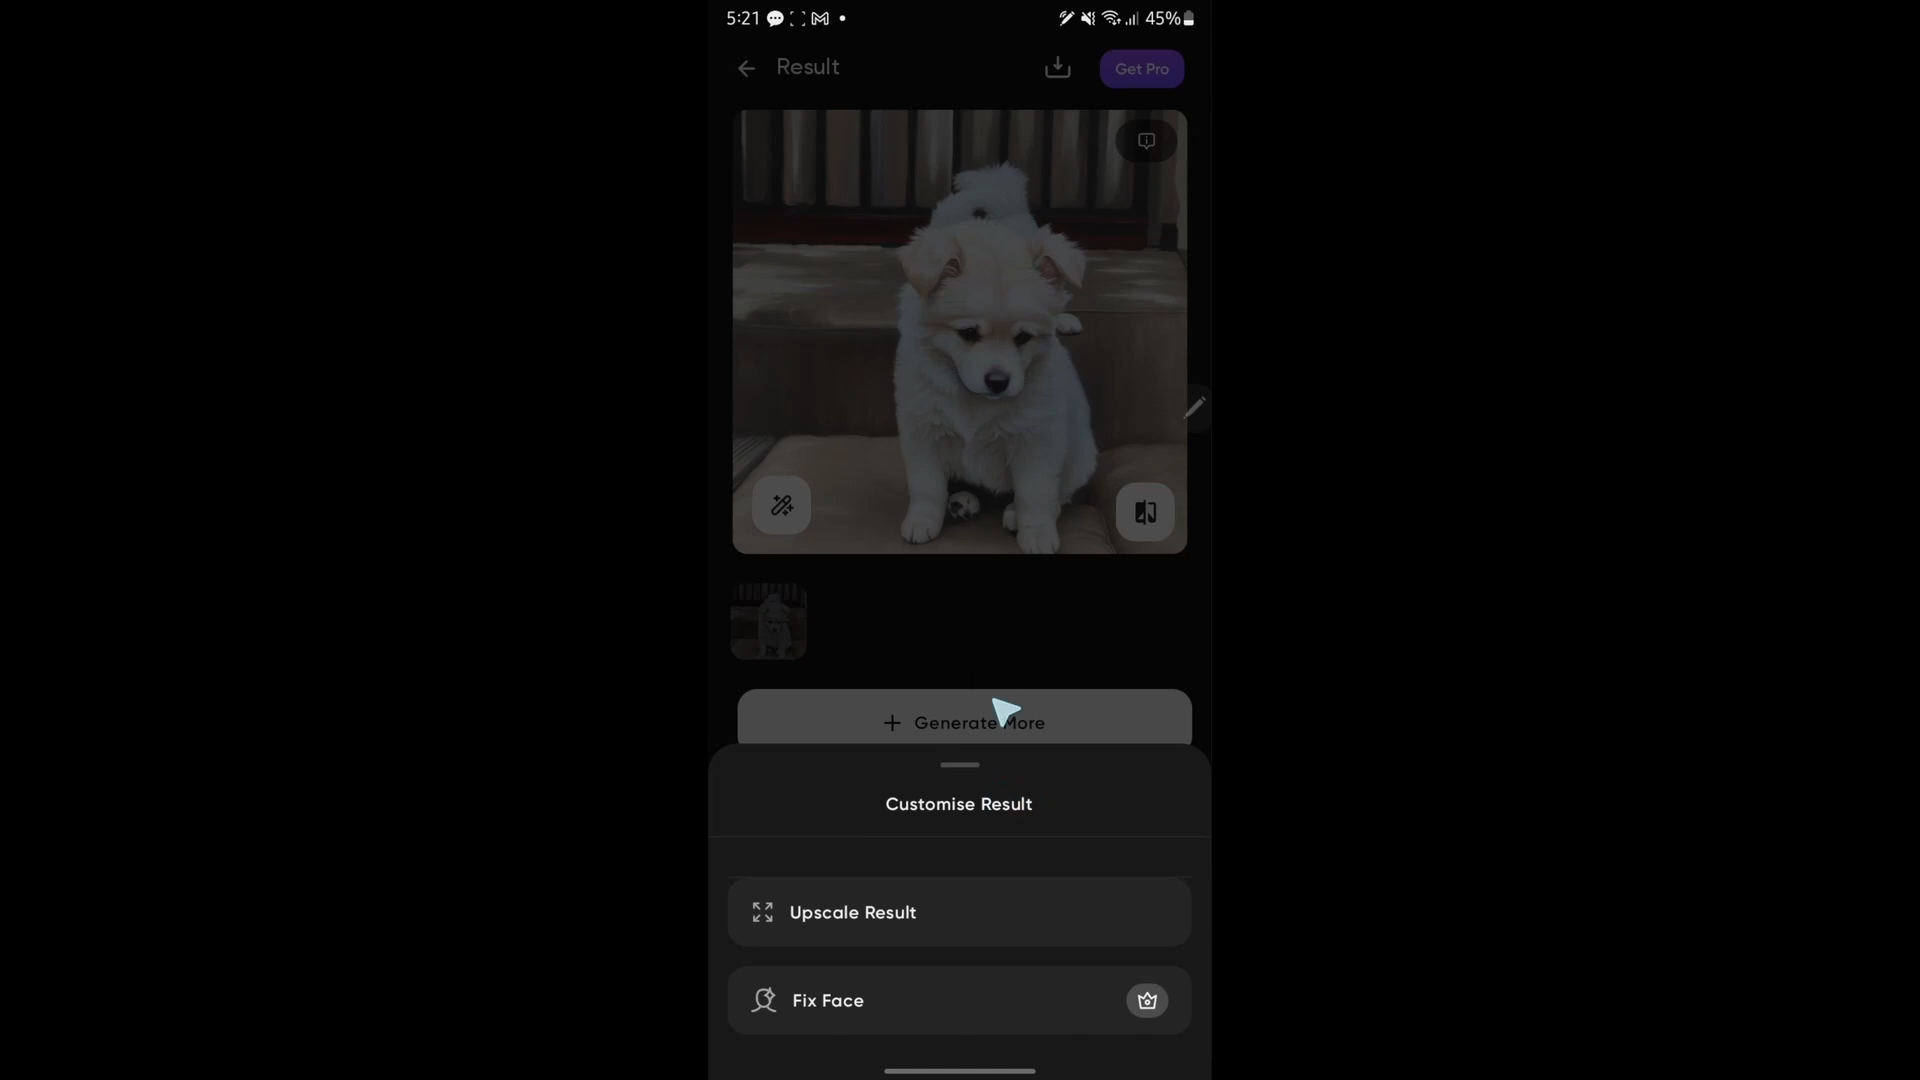 5:21 45%
Result Get Pro
+ Generate More
Customise Result
Upscale Result
Fix Face